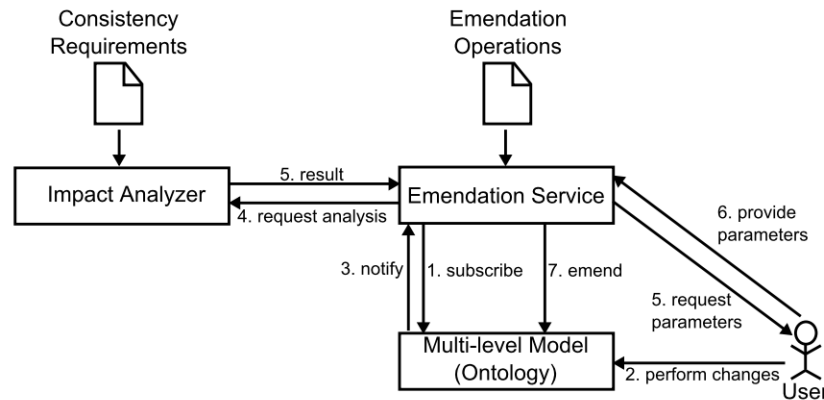 Consistency
Requirements
Emendation
Operations
Impact Analyzer
5. result
4. request analysis
Emendation Service
6. provide
parameters
3. notify
1. subscribe
7. emend
5. request
parameters
Multi-level Model
(Ontology)
2. perform changes
User